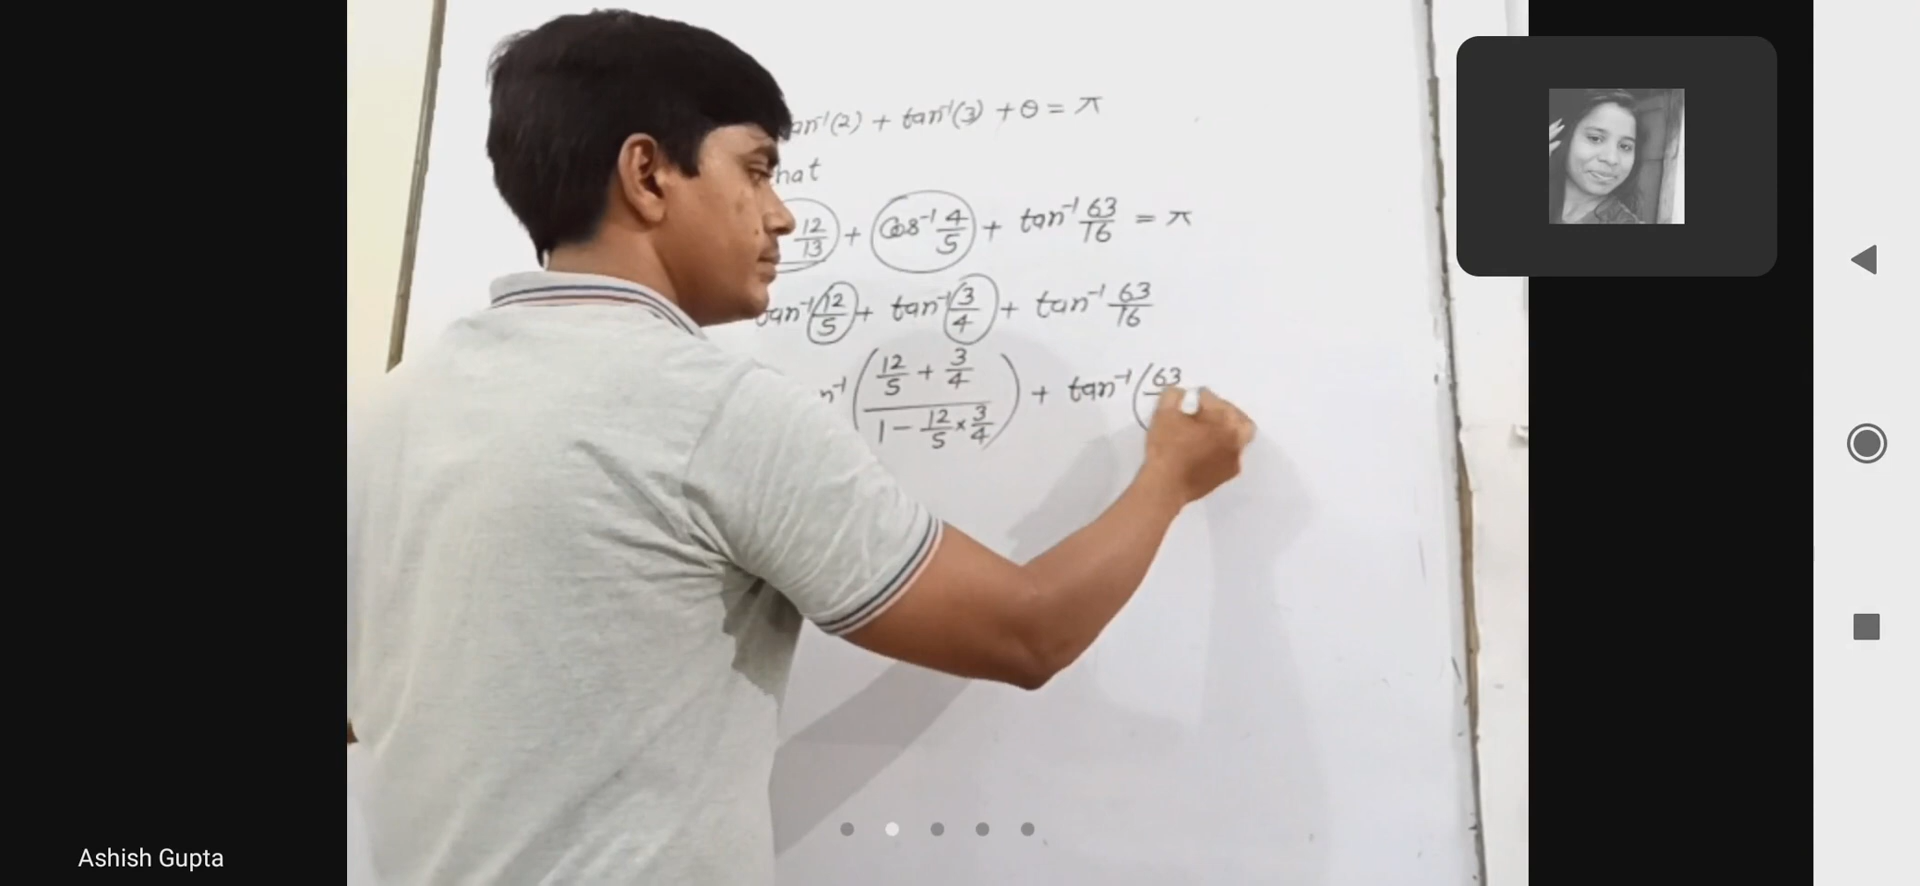 an⁻¹(2) + tan⁻¹(3) + θ = π
hat
12/13 + Cos⁻¹ 4/5 + tan⁻¹ 63/16 = π
tan⁻¹ 12/5 + tan⁻¹ 3/4 + tan⁻¹ 63/16
n⁻¹ ( (12/5 + 3/4) / (1 − 12/5 × 3/4) ) + tan⁻¹ ( 63
Ashish Gupta